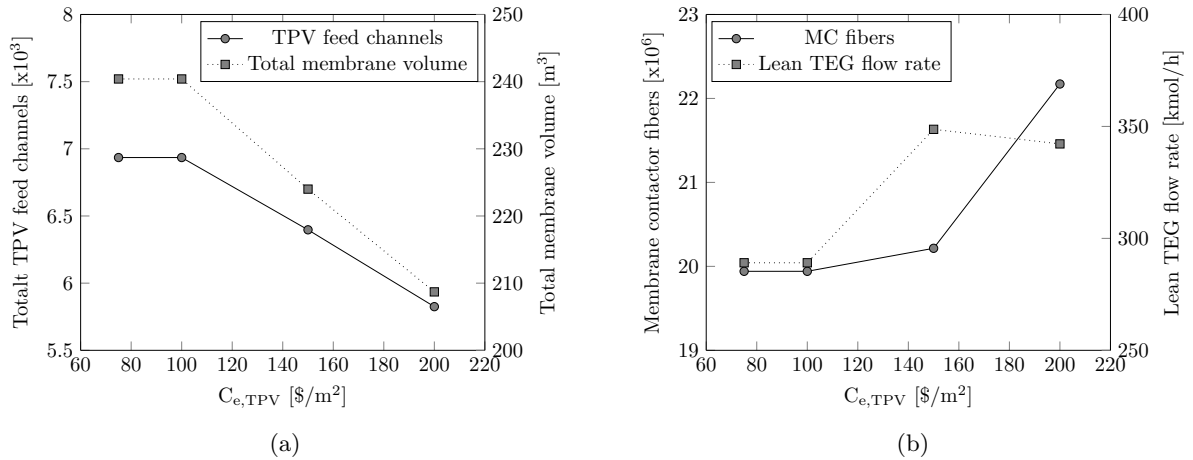 8
7.5
7
6.5
6
5.5
Totalt TPV feed channels [x10³]
TPV feed channels
Total membrane volume
250
240
230
220
210
200
Total membrane volume [m³]
60 80 100 120 140 160 180 200 220
C_e,TPV [$/m²]
(a)
23
22
21
20
19
Membrane contactor fibers [x10⁶]
MC fibers
Lean TEG flow rate
400
350
300
250
Lean TEG flow rate [kmol/h]
60 80 100 120 140 160 180 200 220
C_e,TPV [$/m²]
(b)